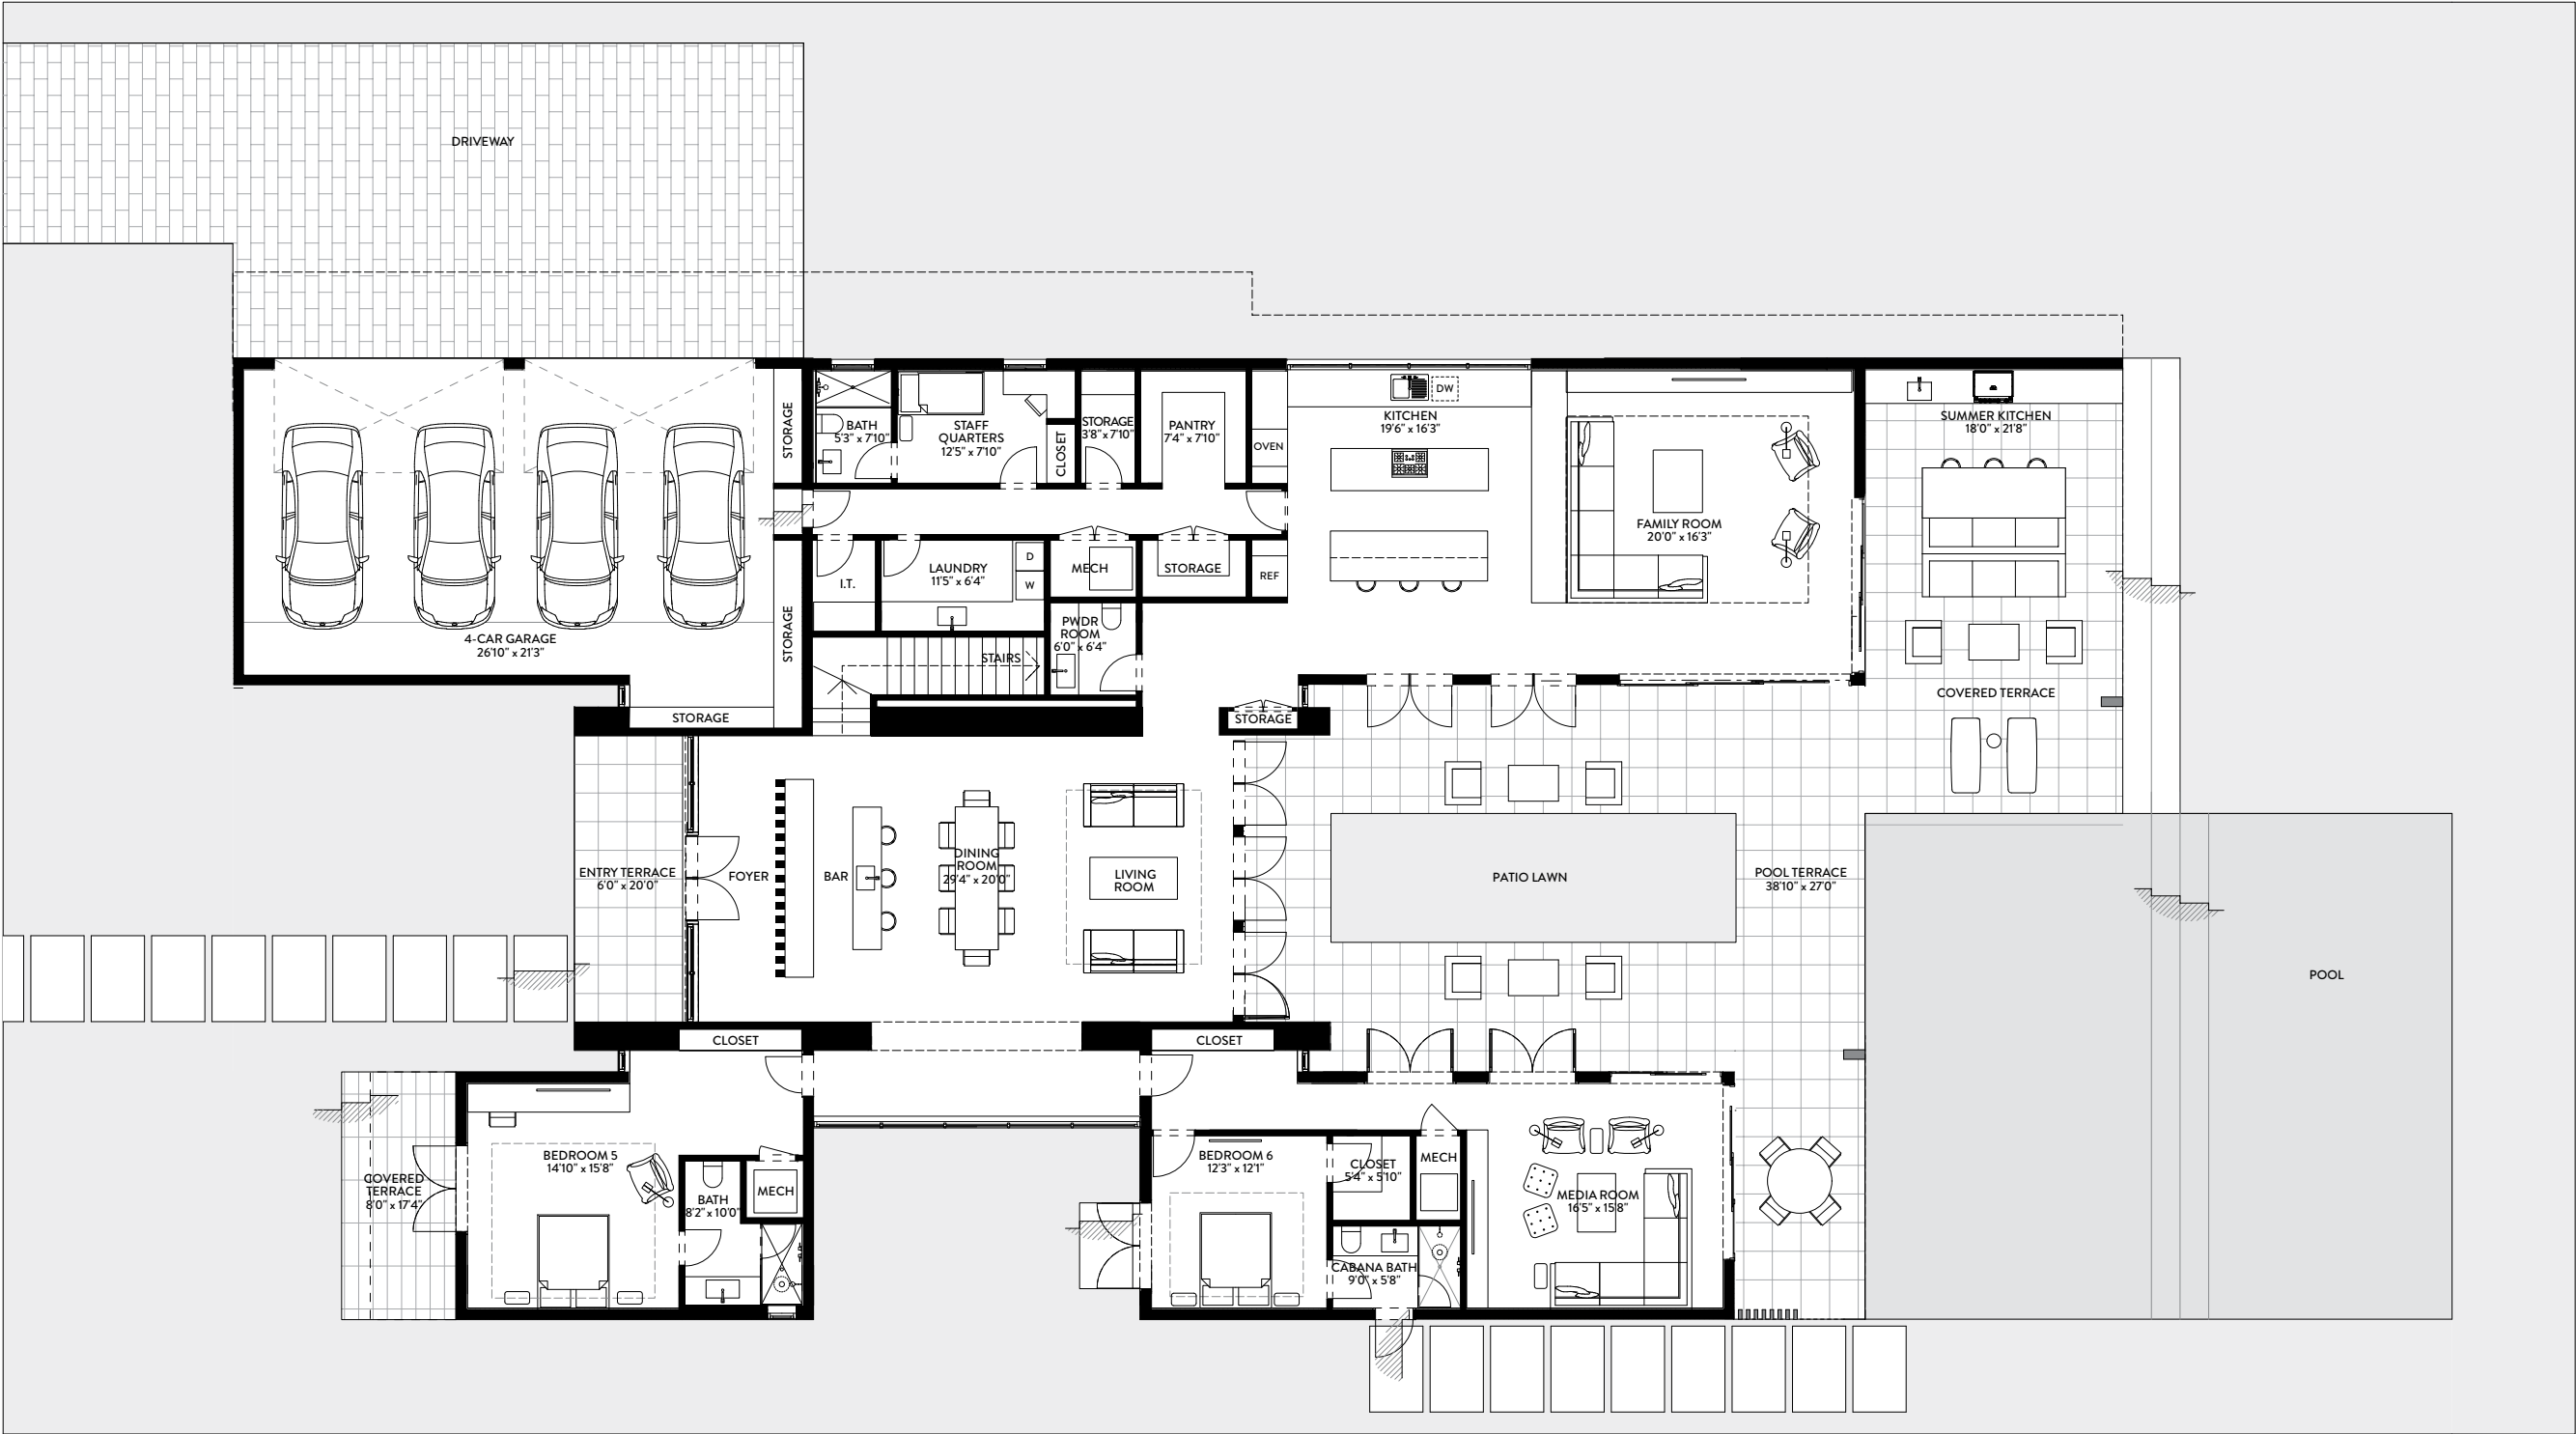 DRIVEWAY
STORAGE
BATH
5'3" x 7'10"
STAFF
QUARTERS
12'5" x 7'10"
CLOSET
STORAGE
3'8" x 7'10"
PANTRY
7'4" x 7'10"
OVEN
KITCHEN
19'6" x 16'3"
DW
SUMMER KITCHEN
18'0" x 21'8"
FAMILY ROOM
20'0" x 16'3"
I.T.
LAUNDRY
11'5" x 6'4"
D
W
MECH
STORAGE
REF
4-CAR GARAGE
26'10" x 21'3"
STORAGE
STAIRS
PWDR
ROOM
6'0" x 6'4"
STORAGE
STORAGE
COVERED TERRACE
ENTRY TERRACE
6'0" x 20'0"
FOYER
BAR
DINING
ROOM
29'4" x 20'0"
LIVING
ROOM
PATIO LAWN
POOL TERRACE
38'10" x 27'0"
POOL
CLOSET
CLOSET
COVERED
TERRACE
8'0" x 17'4"
BEDROOM 5
14'10" x 15'8"
BATH
8'2" x 10'0"
MECH
BEDROOM 6
12'3" x 12'1"
CLOSET
5'4" x 5'10"
MECH
MEDIA ROOM
16'5" x 15'8"
CABANA BATH
9'0" x 5'8"